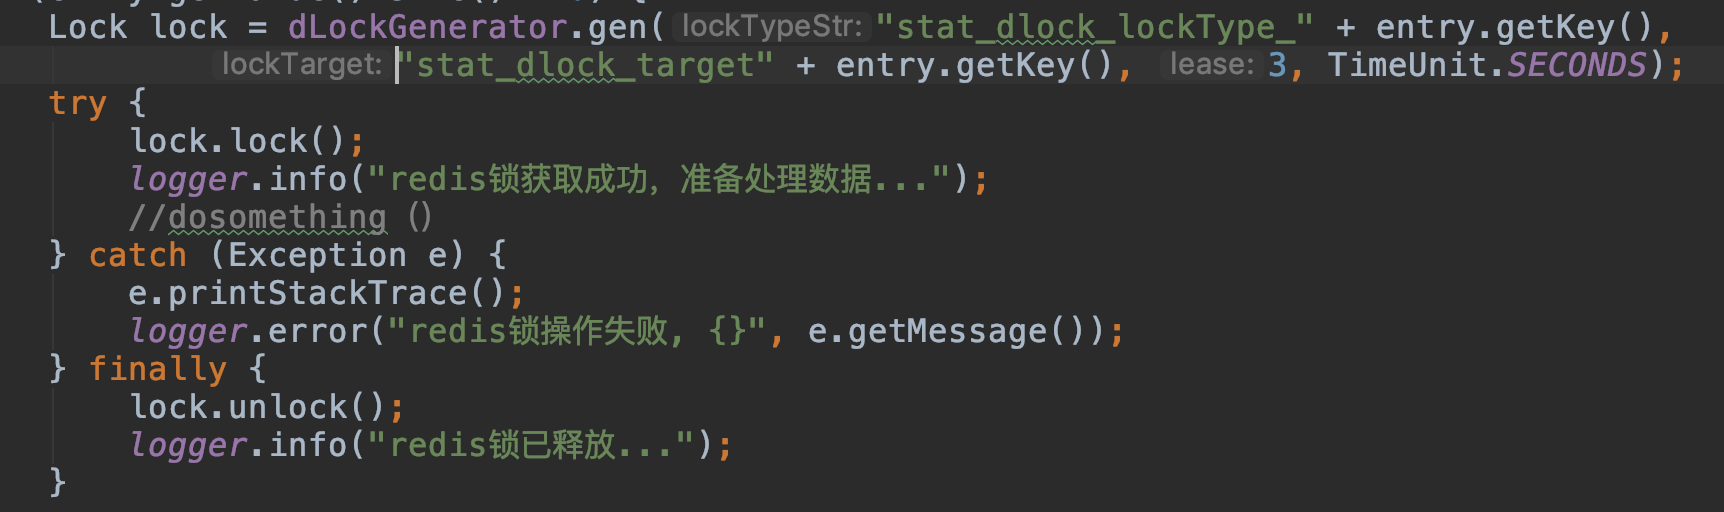 Lock lock = dLockGenerator.gen( lockTypeStr: "stat_dlock_lockType_" + entry.getKey(),
lockTarget: "stat_dlock_target" + entry.getKey(), lease: 3, TimeUnit.SECONDS);
try {
lock.lock();
logger.info("redis锁获取成功，准备处理数据...");
//dosomething（）
} catch (Exception e) {
e.printStackTrace();
logger.error("redis锁操作失败, {}", e.getMessage());
} finally {
lock.unlock();
logger.info("redis锁已释放...");
}